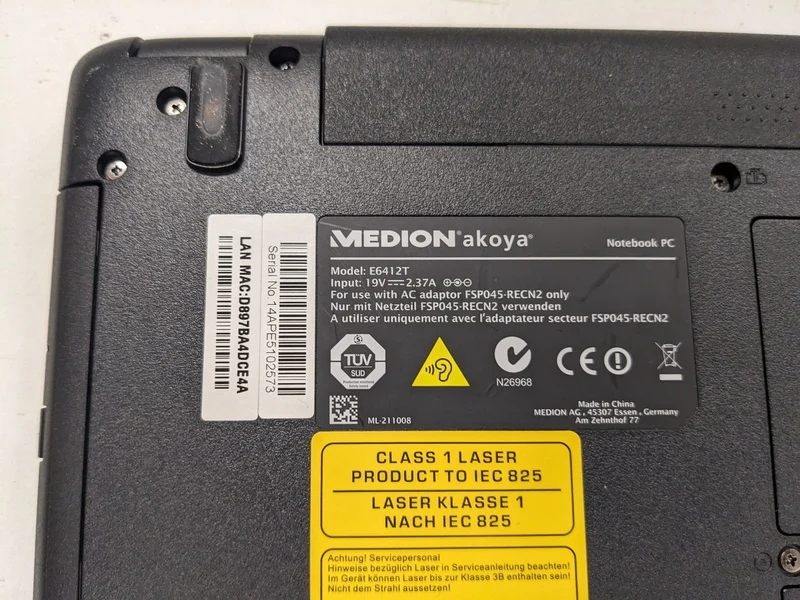 LAN MAC:D897BA4DCE4A
Serial No 14APE5102573
MEDION® akoya®
Notebook PC
Model: E6412T
Input: 19V⎓2.37A
For use with AC adaptor FSP045-RECN2 only
Nur mit Netzteil FSP045-RECN2 verwenden
A utiliser uniquement avec l'adaptateur secteur FSP045-RECN2
TÜV
SÜD
N26968
CE
ML-211008
Made in China
MEDION AG , 45307 Essen , Germany
Am Zehnthof 77
CLASS 1 LASER
PRODUCT TO IEC 825
LASER KLASSE 1
NACH IEC 825
Achtung! Servicepersonal
Hinweise bezüglich Laser in Serviceanleitung beachten!
Im Gerät können Laser bis zur Klasse 3B enthalten sein!
Nicht dem Strahl aussetzen!